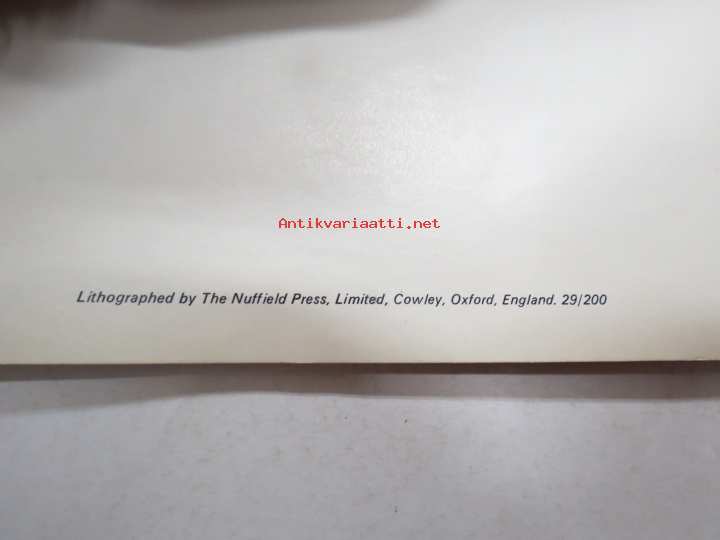 Antikvariaatti.net
Lithographed by The Nuffield Press, Limited, Cowley, Oxford, England. 29/200